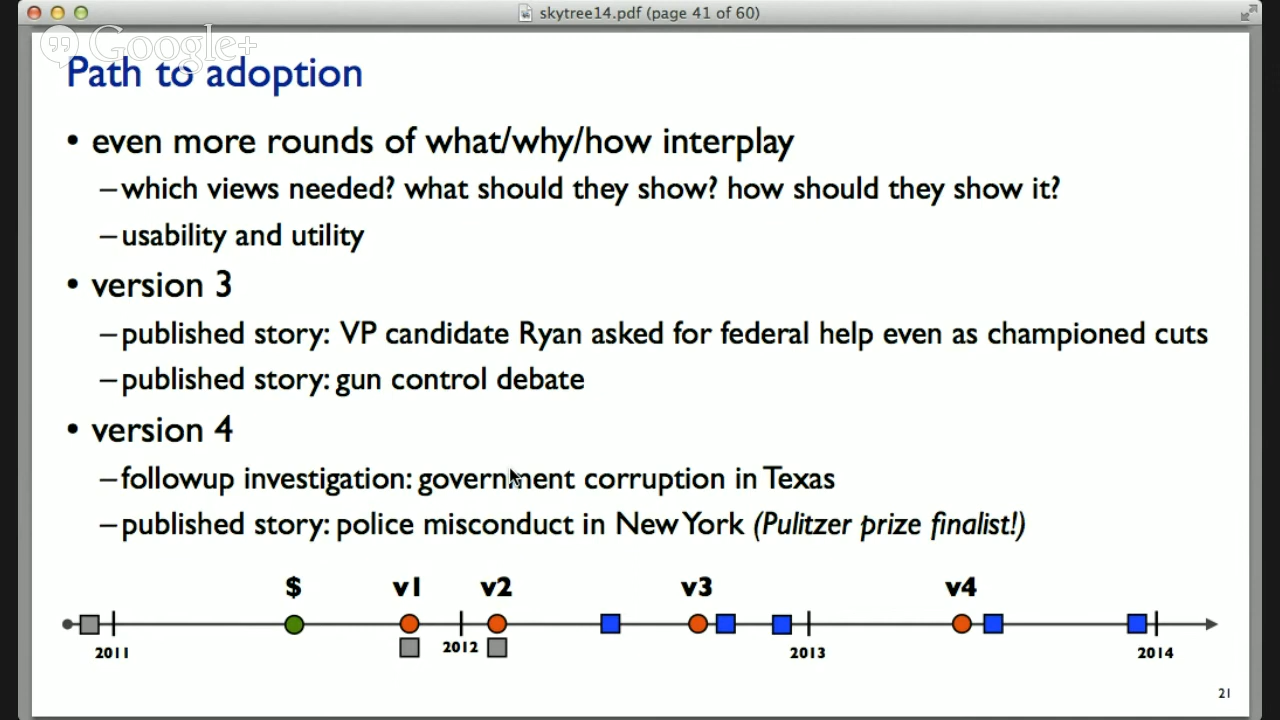 skytree14.pdf (page 41 of 60)
Google+
Path to adoption
• even more rounds of what/why/how interplay
–which views needed? what should they show? how should they show it?
–usability and utility
• version 3
–published story: VP candidate Ryan asked for federal help even as championed cuts
–published story: gun control debate
• version 4
–followup investigation: government corruption in Texas
–published story: police misconduct in New York (Pulitzer prize finalist!)
$ v1 v2 v3 v4
2011 2012 2013 2014
21